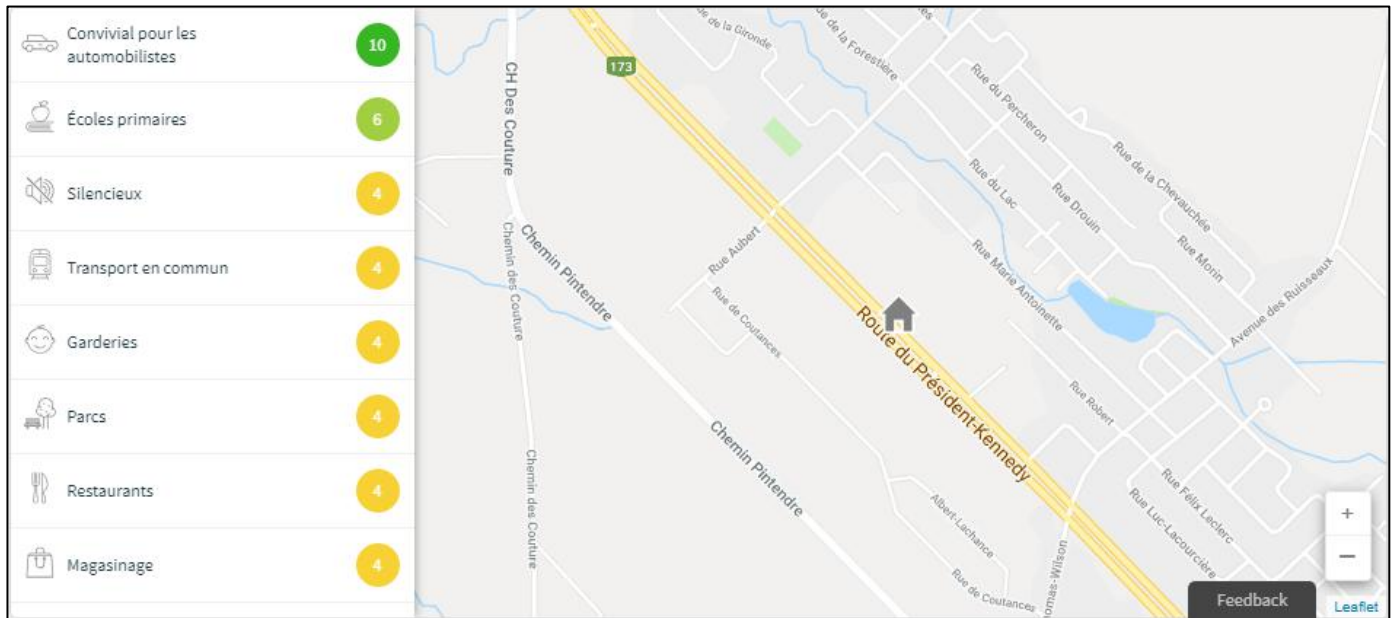 Convivial pour les
automobilistes
10
Écoles primaires
6
Silencieux
4
Transport en commun
4
Garderies
4
Parcs
4
Restaurants
4
Magasinage
4
Rue de la Gironde
Rue de la Forestière
173
CH Des Couture
Rue du Percheron
Rue de la Chevauchée
Rue du Lac
Rue Drouin
Rue Morin
Chemin des Couture
Chemin Pintendre
Rue Aubert
Rue Marie Antoinette
Avenue des Ruisseaux
Rue de Coutances
Route du Président-Kennedy
Rue Robert
Chemin Pintendre
Chemin des Couture
Albert-Lachance
Rue Félix Leclerc
Rue Luc-Lacourcière
Rue de Coutances
homas-Wilson
+
−
Feedback
Leaflet